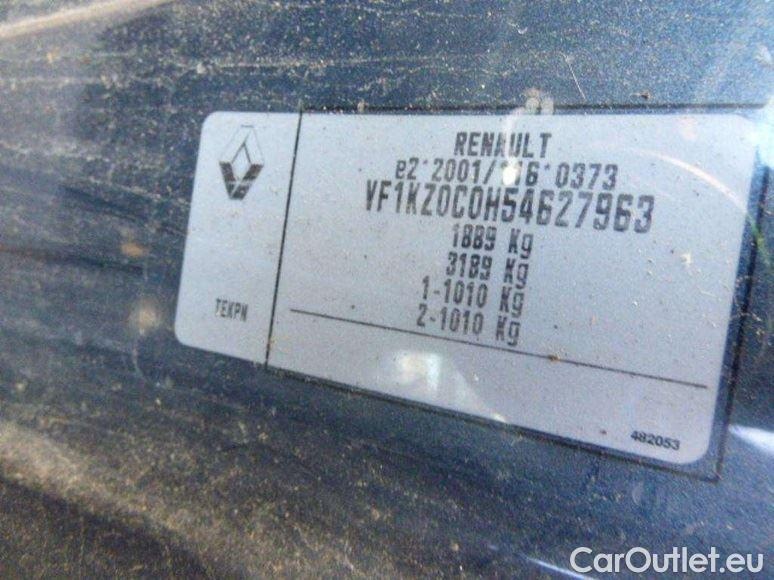 RENAULT
VF1KZ0C0H54627963
1889 Kg
3189 Kg
1-1010 Kg
2-1010 Kg
TEKPN
482053
CarOutlet.eu